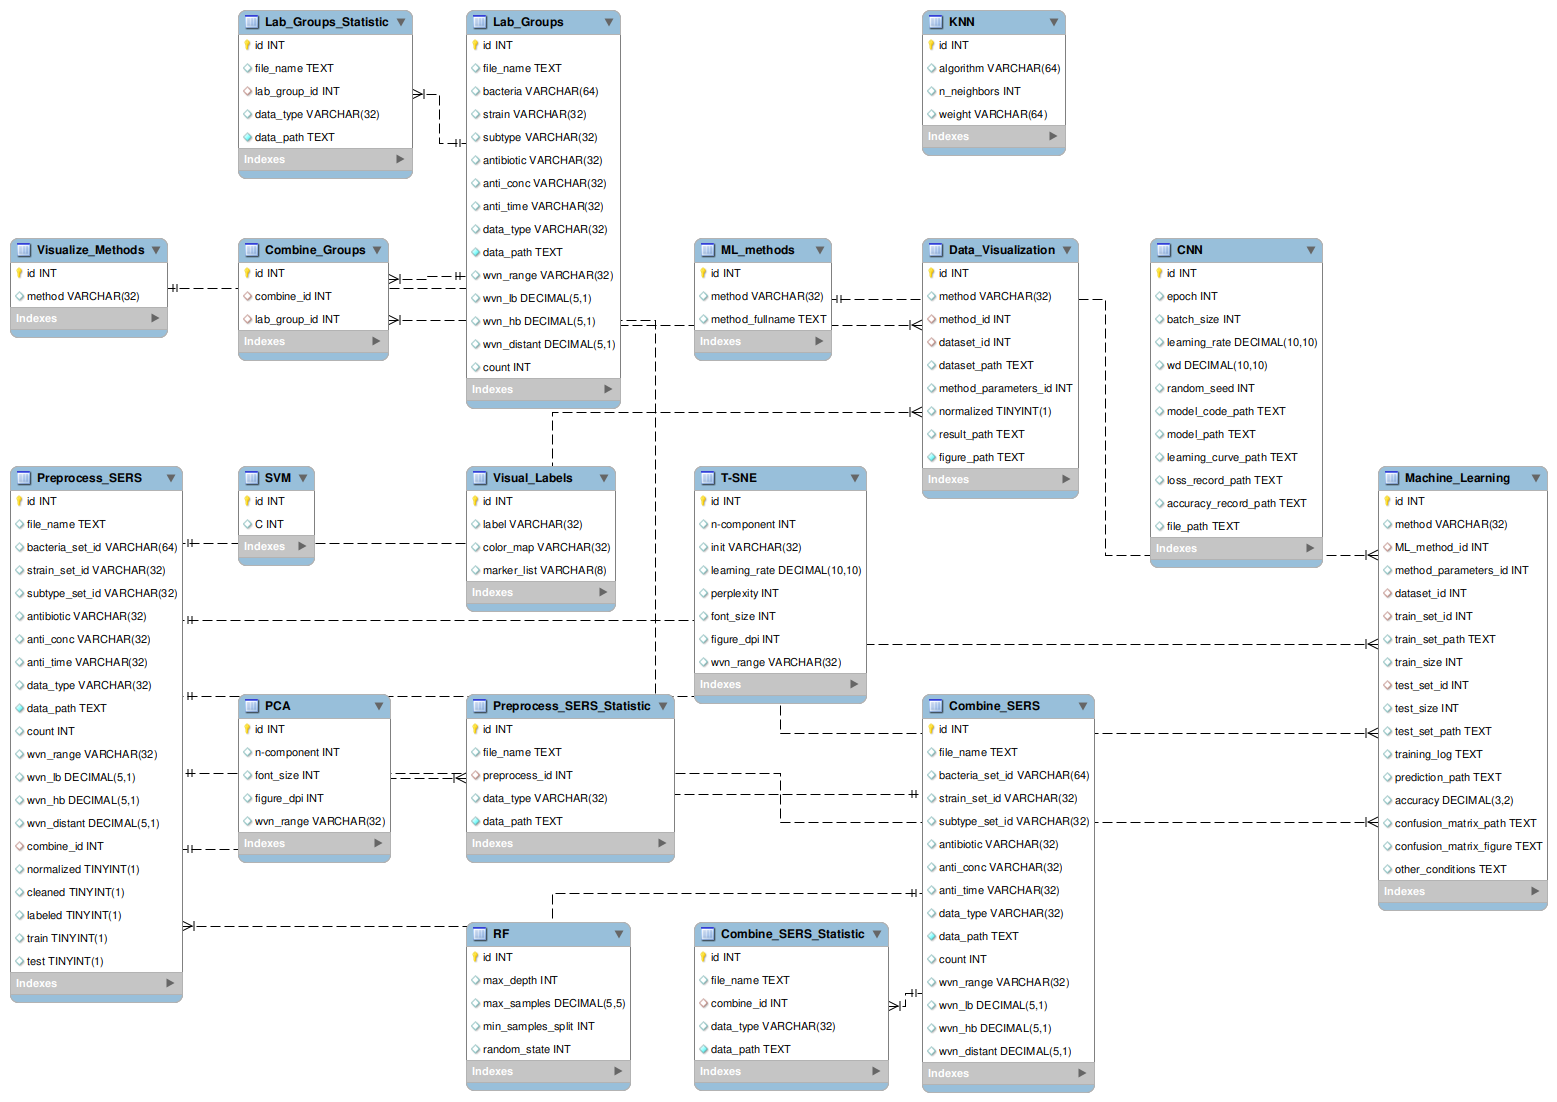 Lab_Groups_Statistic
id INT
file_name TEXT
lab_group_id INT
data_type VARCHAR(32)
data_path TEXT
Indexes
Lab_Groups
id INT
file_name TEXT
bacteria VARCHAR(64)
strain VARCHAR(32)
subtype VARCHAR(32)
antibiotic VARCHAR(32)
anti_conc VARCHAR(32)
anti_time VARCHAR(32)
data_type VARCHAR(32)
data_path TEXT
wvn_range VARCHAR(32)
wvn_lb DECIMAL(5,1)
wvn_hb DECIMAL(5,1)
wvn_distant DECIMAL(5,1)
count INT
Indexes
KNN
id INT
algorithm VARCHAR(64)
n_neighbors INT
weight VARCHAR(64)
Indexes
Visualize_Methods
id INT
method VARCHAR(32)
Indexes
Combine_Groups
id INT
combine_id INT
lab_group_id INT
Indexes
ML_methods
id INT
method VARCHAR(32)
method_fullname TEXT
Indexes
Data_Visualization
id INT
method VARCHAR(32)
method_id INT
dataset_id INT
dataset_path TEXT
method_parameters_id INT
normalized TINYINT(1)
result_path TEXT
figure_path TEXT
Indexes
CNN
id INT
epoch INT
batch_size INT
learning_rate DECIMAL(10,10)
wd DECIMAL(10,10)
random_seed INT
model_code_path TEXT
model_path TEXT
learning_curve_path TEXT
loss_record_path TEXT
accuracy_record_path TEXT
file_path TEXT
Indexes
Preprocess_SERS
id INT
file_name TEXT
bacteria_set_id VARCHAR(64)
strain_set_id VARCHAR(32)
subtype_set_id VARCHAR(32)
antibiotic VARCHAR(32)
anti_conc VARCHAR(32)
anti_time VARCHAR(32)
data_type VARCHAR(32)
data_path TEXT
count INT
wvn_range VARCHAR(32)
wvn_lb DECIMAL(5,1)
wvn_hb DECIMAL(5,1)
wvn_distant DECIMAL(5,1)
combine_id INT
normalized TINYINT(1)
cleaned TINYINT(1)
labeled TINYINT(1)
train TINYINT(1)
test TINYINT(1)
Indexes
SVM
id INT
C INT
Indexes
Visual_Labels
id INT
label VARCHAR(32)
color_map VARCHAR(32)
marker_list VARCHAR(8)
Indexes
T-SNE
id INT
n-component INT
init VARCHAR(32)
learning_rate DECIMAL(10,10)
perplexity INT
font_size INT
figure_dpi INT
wvn_range VARCHAR(32)
Indexes
Machine_Learning
id INT
method VARCHAR(32)
ML_method_id INT
method_parameters_id INT
dataset_id INT
train_set_id INT
train_set_path TEXT
train_size INT
test_set_id INT
test_size INT
test_set_path TEXT
training_log TEXT
prediction_path TEXT
accuracy DECIMAL(3,2)
confusion_matrix_path TEXT
confusion_matrix_figure TEXT
other_conditions TEXT
Indexes
PCA
id INT
n-component INT
font_size INT
figure_dpi INT
wvn_range VARCHAR(32)
Indexes
Preprocess_SERS_Statistic
id INT
file_name TEXT
preprocess_id INT
data_type VARCHAR(32)
data_path TEXT
Indexes
Combine_SERS
id INT
file_name TEXT
bacteria_set_id VARCHAR(64)
strain_set_id VARCHAR(32)
subtype_set_id VARCHAR(32)
antibiotic VARCHAR(32)
anti_conc VARCHAR(32)
anti_time VARCHAR(32)
data_type VARCHAR(32)
data_path TEXT
count INT
wvn_range VARCHAR(32)
wvn_lb DECIMAL(5,1)
wvn_hb DECIMAL(5,1)
wvn_distant DECIMAL(5,1)
Indexes
RF
id INT
max_depth INT
max_samples DECIMAL(5,5)
min_samples_split INT
random_state INT
Indexes
Combine_SERS_Statistic
id INT
file_name TEXT
combine_id INT
data_type VARCHAR(32)
data_path TEXT
Indexes